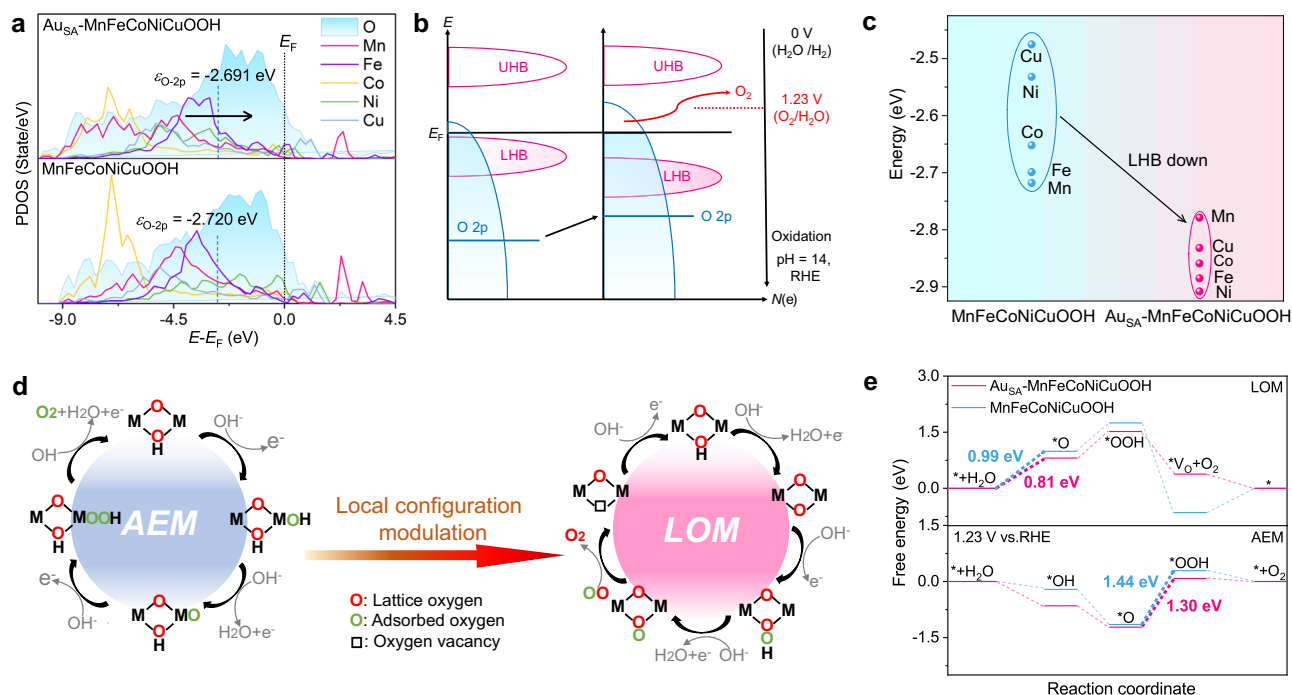 a
Au_SA-MnFeCoNiCuOOH
E_F
O
Mn
Fe
Co
Ni
Cu
ε_O-2p = -2.691 eV
MnFeCoNiCuOOH
ε_O-2p = -2.720 eV
PDOS (State/eV)
-9.0 -4.5 0.0 4.5
E-E_F (eV)
b
E
UHB
UHB
0 V
(H₂O /H₂)
O₂
1.23 V
(O₂/H₂O)
E_F
LHB
LHB
O 2p
O 2p
Oxidation
pH = 14,
RHE
N(e)
c
Energy (eV)
-2.5
-2.6
-2.7
-2.8
-2.9
Cu
Ni
Co
Fe
Mn
LHB down
Mn
Cu
Co
Fe
Ni
MnFeCoNiCuOOH Au_SA-MnFeCoNiCuOOH
d
O2+H₂O+e⁻
OH⁻
M O M
O
H
OH⁻
e⁻
M O MOOH
O
H
AEM
M O MOH
O
H
e⁻
OH⁻
M O MO
O
H
OH⁻
H₂O+e⁻
Local configuration
modulation
O: Lattice oxygen
O: Adsorbed oxygen
□: Oxygen vacancy
e⁻
OH⁻
M O M
O
H
OH⁻
H₂O+e⁻
M O M
LOM
M O M
O
O2
OO
OH⁻
e⁻
M O M
O
O
M O M
O
O
H
H₂O+e⁻ OH⁻
e
Au_SA-MnFeCoNiCuOOH
MnFeCoNiCuOOH
LOM
Free energy (eV)
3.0
1.5
0.0
1.5
0.0
-1.5
*+H₂O
0.99 eV
*O
0.81 eV
*OOH
*V_O+O₂
*
1.23 V vs.RHE
AEM
*+H₂O
*OH
*O
1.44 eV
*OOH
1.30 eV
*+O₂
Reaction coordinate